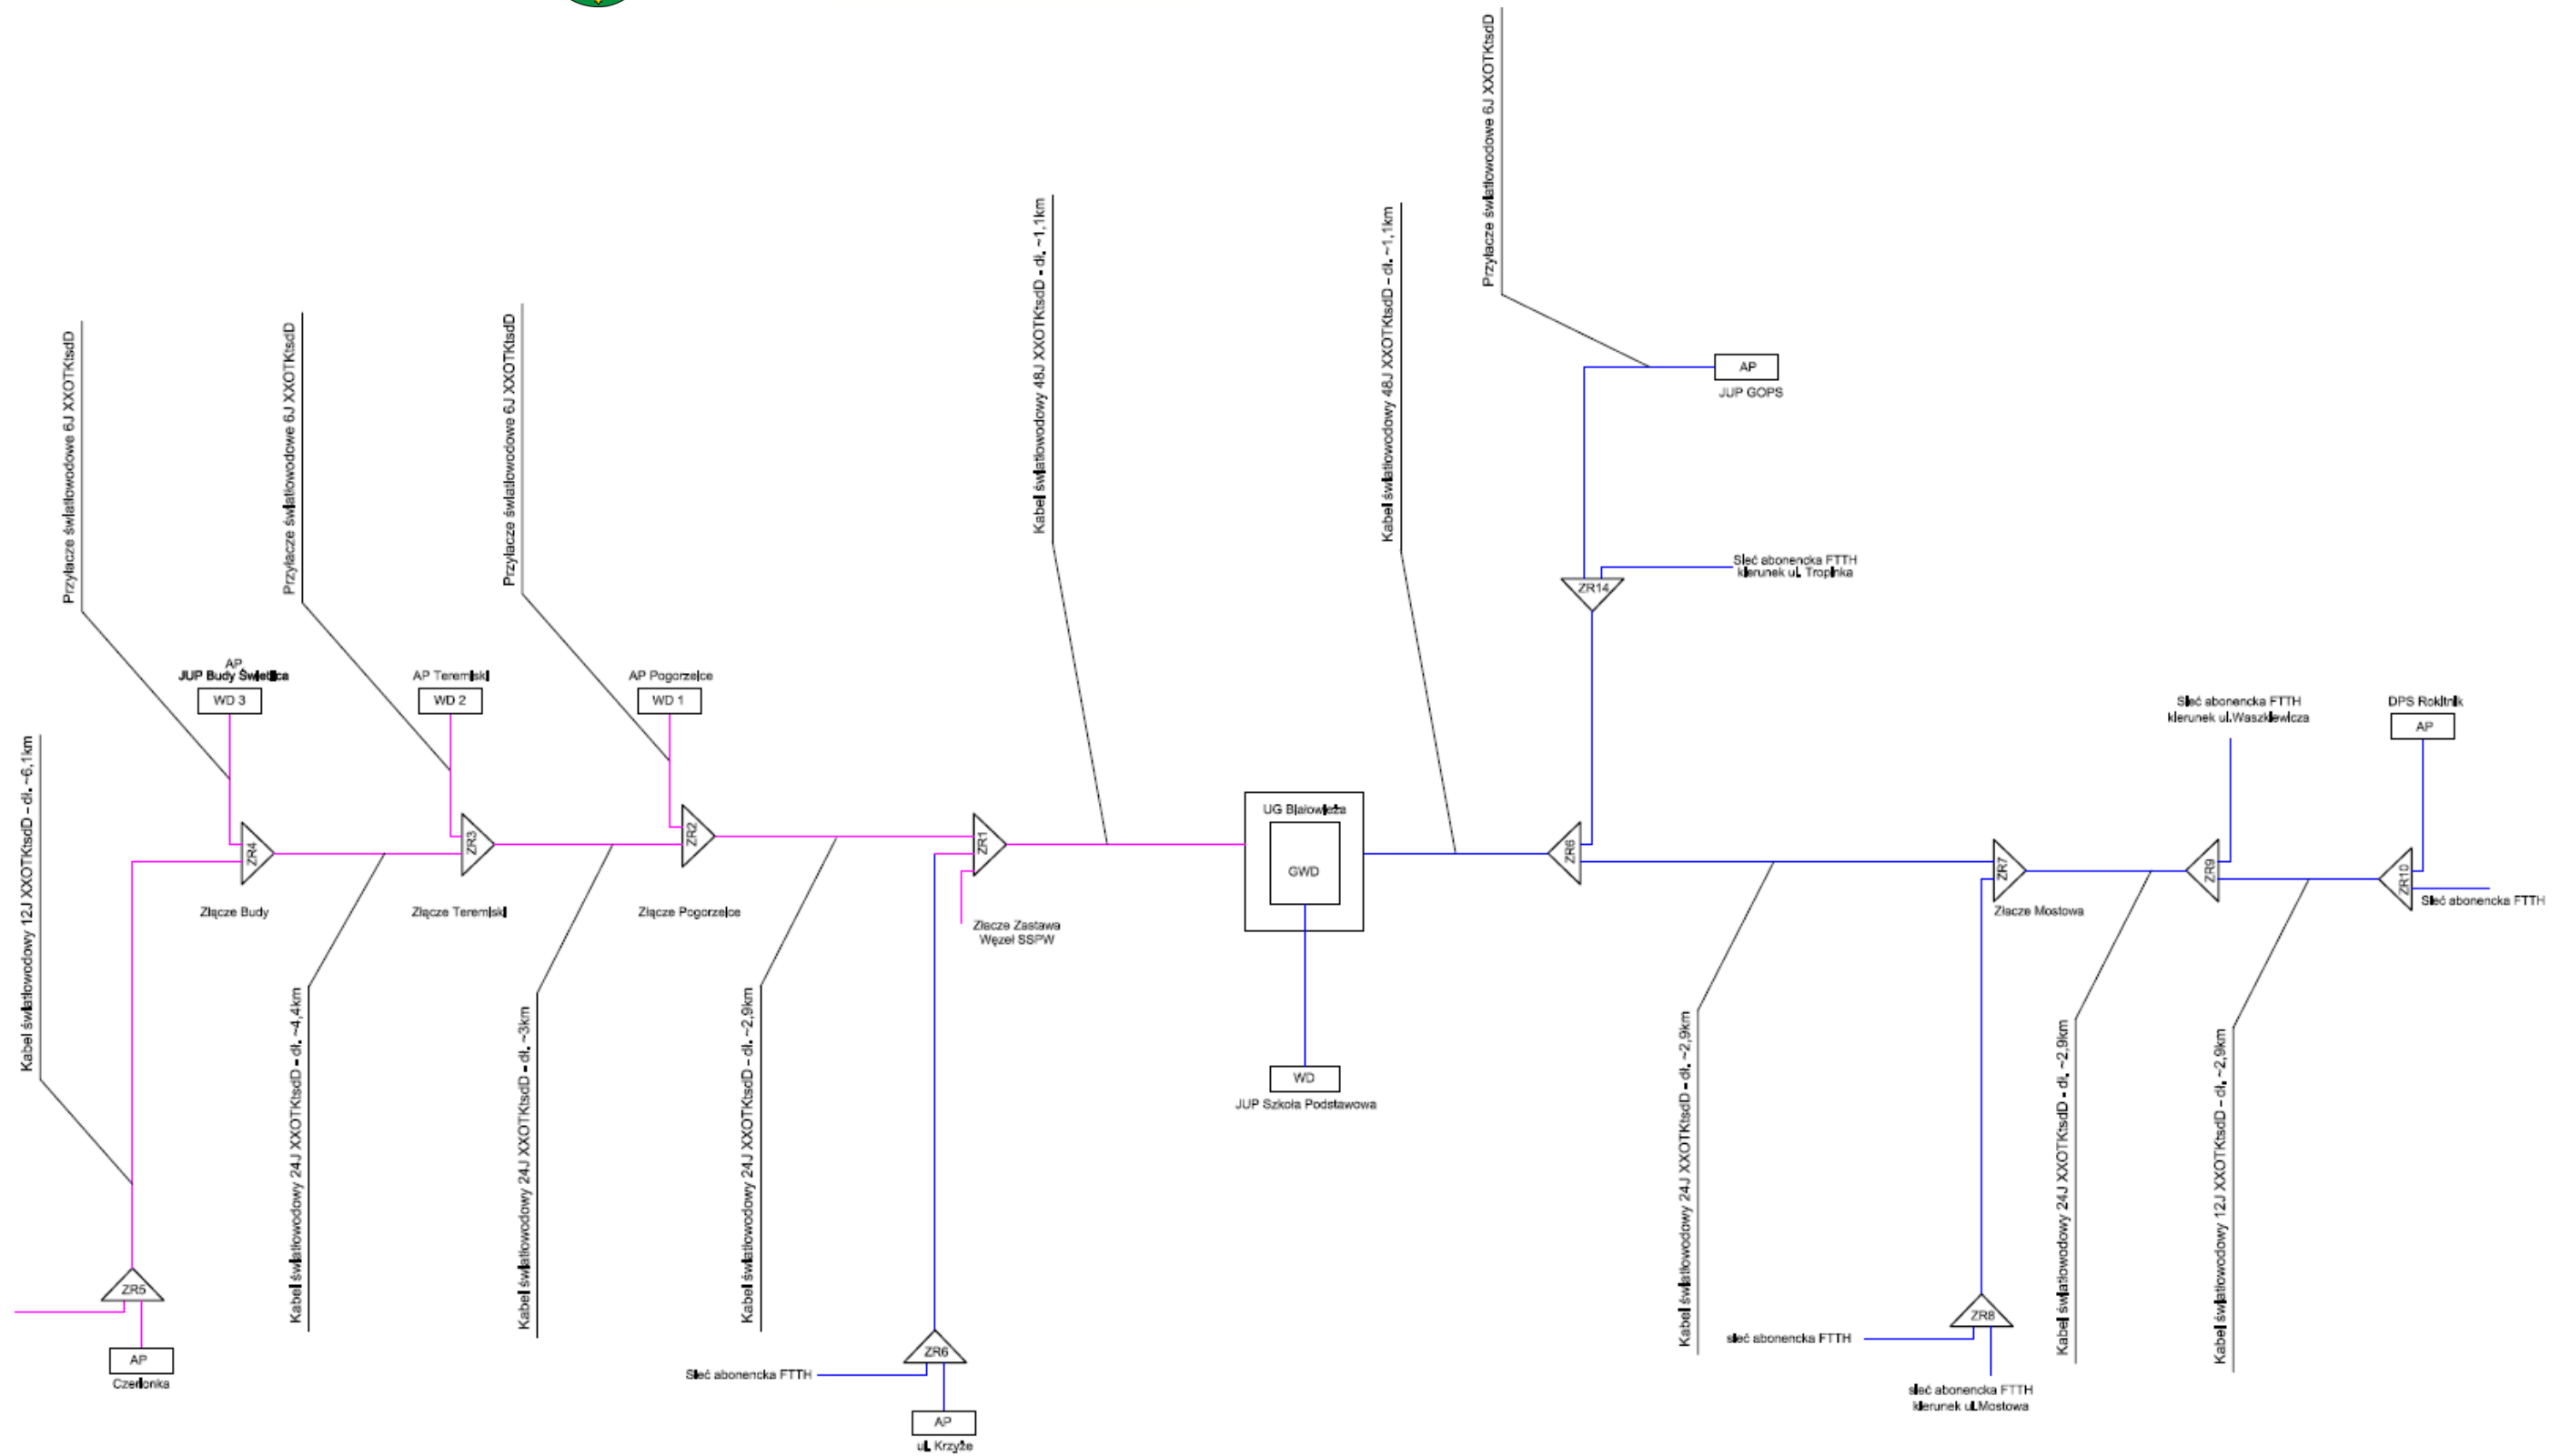 Przyłacze światłowodowe 6J XXOTKtsdD
Kabel światłowodowy 48J XXOTKtsdD - dł. ~1,1km
Kabel światłowodowy 48J XXOTKtsdD - dł. ~1,1km
Przyłacze światłowodowe 6J XXOTKtsdD
Przyłacze światłowodowe 6J XXOTKtsdD
Przyłacze światłowodowe 6J XXOTKtsdD
AP
JUP GOPS
Sieć abonencka FTTH
kierunek ul. Tropinka
ZR14
AP
JUP Budy Świetlica
WD 3
AP Teremiski
WD 2
AP Pogorzelce
WD 1
Sieć abonencka FTTH
kierunek ul.Waszkiewicza
DPS Rokitnik
AP
Kabel światłowodowy 12J XXOTKtsdD - dł. ~6,1km
ZR4
ZR3
ZR2
ZR1
UG Białowieża
GWD
ZR6
ZR7
ZR9
ZR10
Złącze Budy
Złącze Teremiski
Złącze Pogorzelce
Złacze Zastawa
Węzeł SSPW
Złacze Mostowa
Sieć abonencka FTTH
Kabel światłowodowy 24J XXOTKtsdD - dł. ~4,4km
Kabel światłowodowy 24J XXOTKtsdD - dł. ~3km
Kabel światłowodowy 24J XXOTKtsdD - dł. ~2,9km
WD
JUP Szkoła Podstawowa
Kabel światłowodowy 24J XXOTKtsdD - dł. ~2,9km
Kabel światłowodowy 24J XXOTKtsdD - dł. ~2,9km
Kabel światłowodowy 12J XXOTKtsdD - dł. ~2,9km
ZR5
AP
Czerlonka
ZR6
Sieć abonencka FTTH
AP
ul. Krzyże
ZR8
sieć abonencka FTTH
sieć abonencka FTTH
kierunek ul.Mostowa